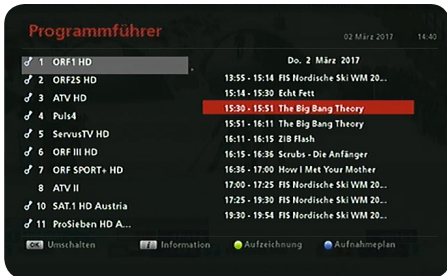 Programmführer
02 März 2017 14:40
1 ORF1 HD
2 ORF2S HD
3 ATV HD
4 Puls4
5 ServusTV HD
6 ORF III HD
7 ORF SPORT+ HD
8 ATV II
10 SAT.1 HD Austria
11 ProSieben HD A...
Do. 2 März 2017
13:55 - 15:14 FIS Nordische Ski WM 20...
15:14 - 15:30 Echt Fett
15:30 - 15:51 The Big Bang Theory
15:51 - 16:11 The Big Bang Theory
16:11 - 16:15 ZIB Flash
16:15 - 16:36 Scrubs - Die Anfänger
16:36 - 17:00 How I Met Your Mother
17:00 - 17:25 FIS Nordische Ski WM 20...
17:25 - 19:30 FIS Nordische Ski WM 20...
19:30 - 19:54 FIS Nordische Ski WM 20...
OK Umschalten i Information Aufzeichnung Aufnahmeplan